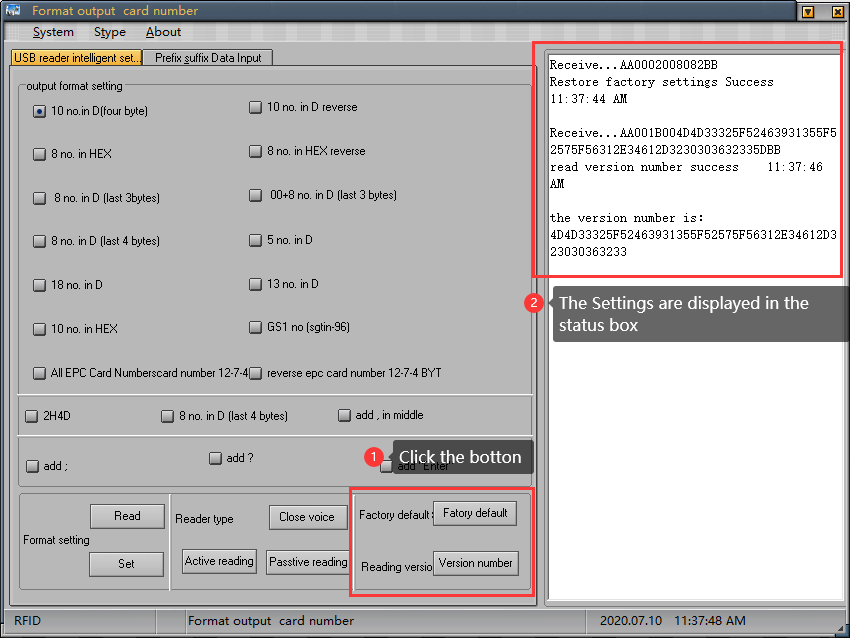 Format output  card number
System
Stype
About
USB reader intelligent set...
Prefix suffix Data Input
output format setting
10 no.in D(four byte)
10 no. in D reverse
8 no. in HEX
8 no. in HEX reverse
8 no. in D (last 3bytes)
00+8 no. in D (last 3 bytes)
8 no. in D (last 4 bytes)
5 no. in D
18 no. in D
13 no. in D
10 no. in HEX
GS1 no (sgtin-96)
All EPC Card Numberscard number 12-7-4
reverse epc card number 12-7-4 BYT
2H4D
8 no. in D (last 4 bytes)
add , in middle
add ;
add ?
add "Enter"
1
Click the botton
Format setting
Read
Set
Reader type
Close voice
Active reading
Passtive reading
Factory default:
Fatory default
Reading versio
Version number
Receive...AA0002008082BB
Restore factory settings Success
11:37:44 AM
Receive...AA001B004D4D33325F52463931355F5
2575F56312E34612D3230303632335DBB
read version number success    11:37:46
AM
the version number is:
4D4D33325F52463931355F52575F56312E34612D3
23030363233
2
The Settings are displayed in the
status box
RFID
Format output  card number
2020.07.10   11:37:48 AM